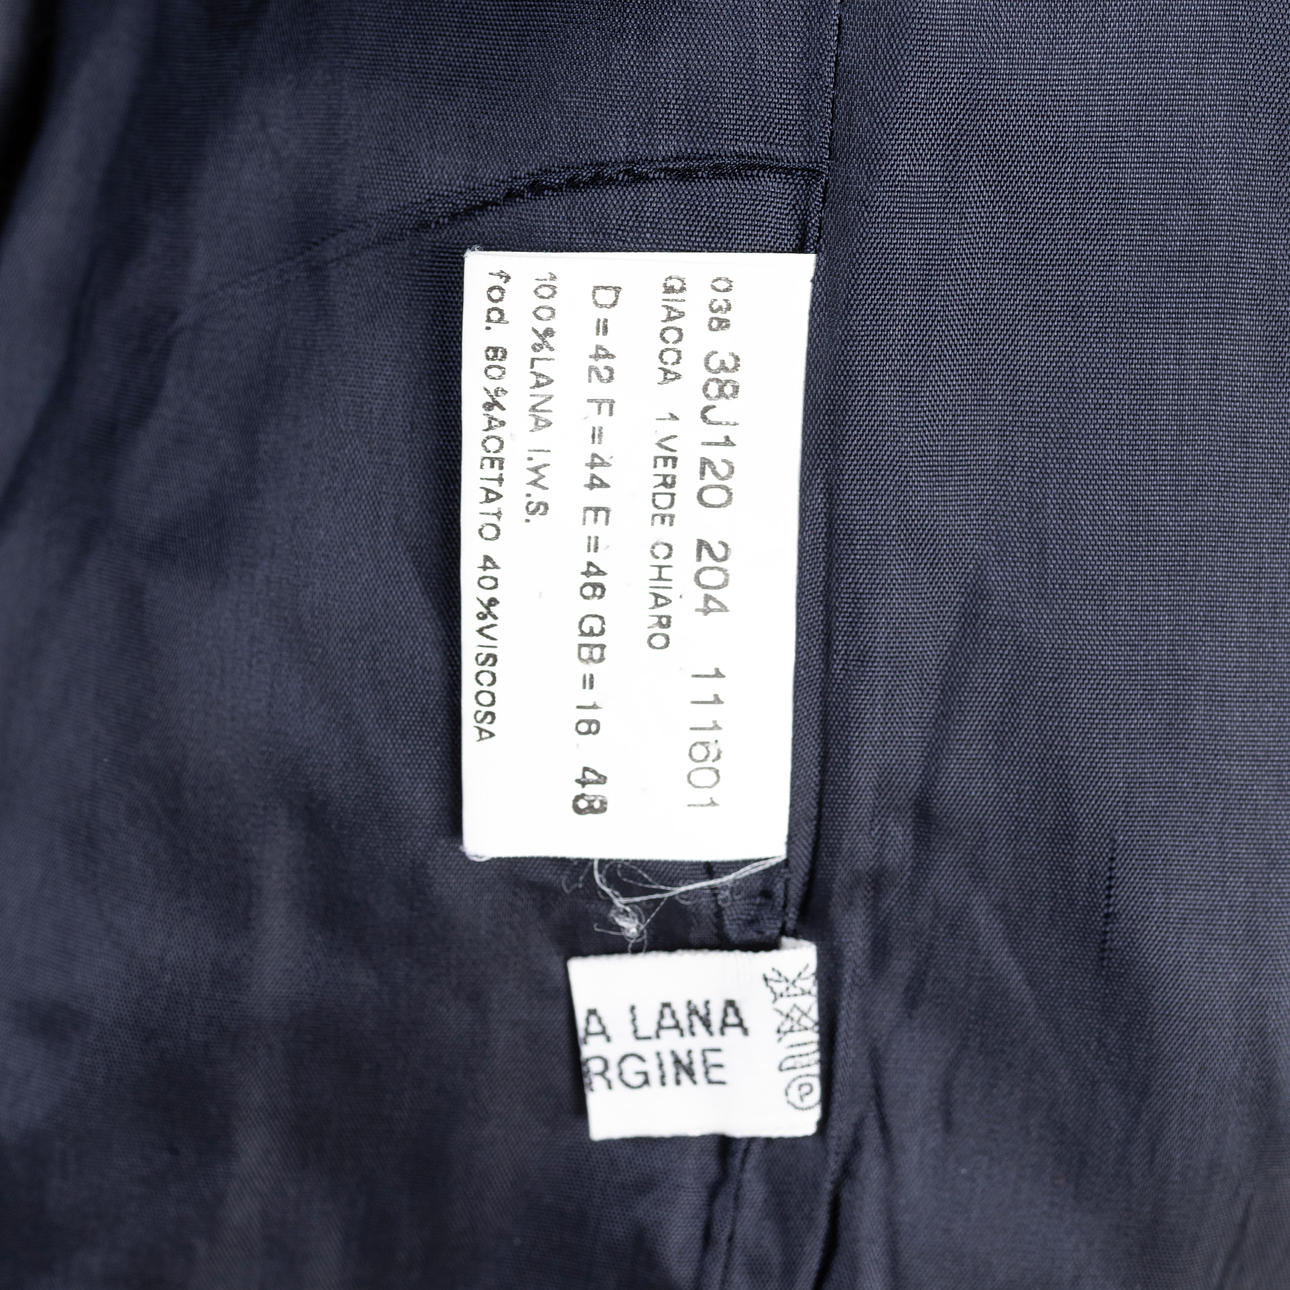 038 38J120 204 111601
GIACCA 1 VERDE CHIARO
D=42 F=44 E=46 GB=18 48
100%LANA I.W.S.
fod. 60%ACETATO 40%VISCOSA
A LANA
RGINE